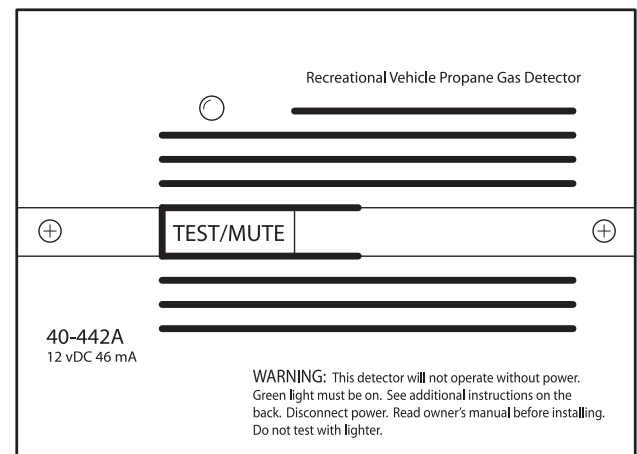 Recreational Vehicle Propane Gas Detector
TEST/MUTE
40-442A
12 vDC 46 mA
WARNING: This detector will not operate without power.
Green light must be on. See additional instructions on the
back. Disconnect power. Read owner's manual before installing.
Do not test with lighter.